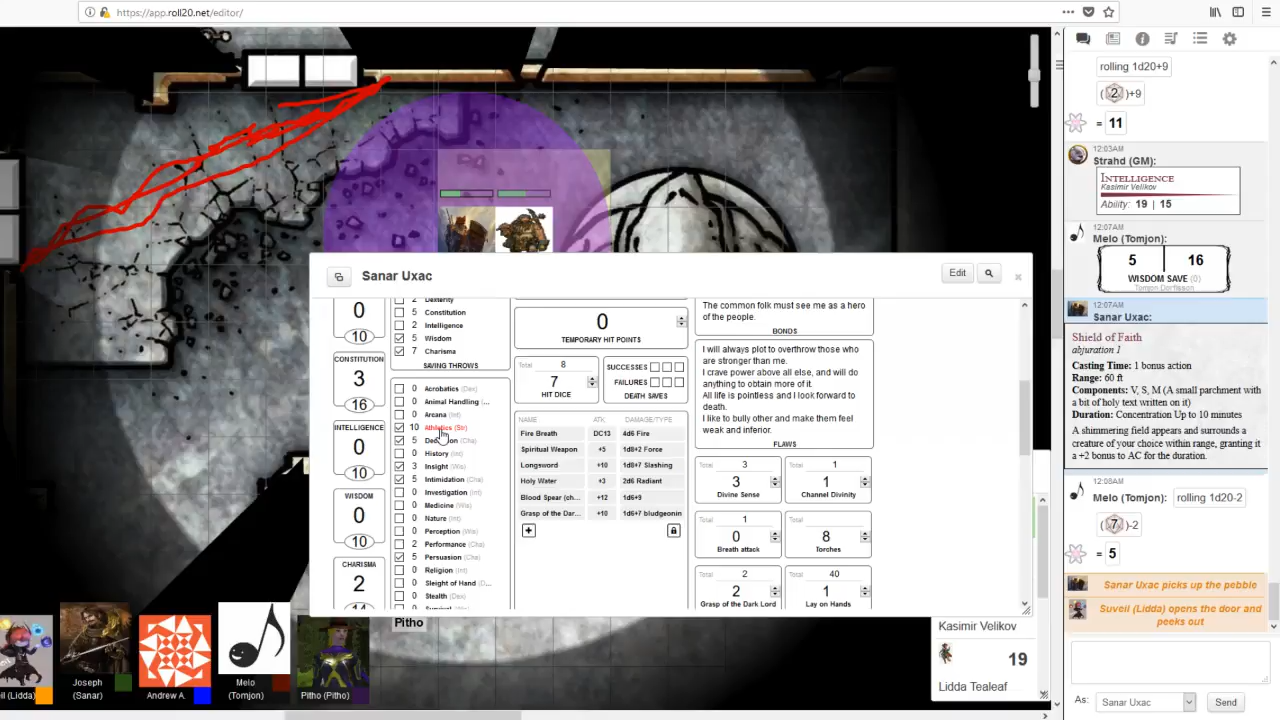 https://app.roll20.net/editor/
Sanar Uxac
Edit
0
10
CONSTITUTION
3
16
INTELLIGENCE
0
10
WISDOM
0
10
CHARISMA
2
2 Dexterity
5 Constitution
2 Intelligence
5 Wisdom
7 Charisma
SAVING THROWS
0 Acrobatics (Dex)
0 Animal Handling (...
0 Arcana (Int)
10 Athletics (Str)
5 (Cha)
0 History (Int)
3 Insight (Wis)
5 Intimidation (Cha)
0 Investigation (Int)
0 Medicine (Wis)
0 Nature (Int)
0 Perception (Wis)
2 Performance (Cha)
5 Persuasion (Cha)
0 Religion (Int)
0 Sleight of Hand (D...
0 Stealth (Dex)
0
TEMPORARY HIT POINTS
Total 8
7
HIT DICE
SUCCESSES
FAILURES
DEATH SAVES
NAME ATK DAMAGE/TYPE
Fire Breath DC13 4d6 Fire
Spiritual Weapon +5 1d8+2 Force
Longsword +10 1d8+7 Slashing
Holy Water +3 2d6 Radiant
Blood Spear (ch... +12 1d6+9
Grasp of the Dar... +10 1d6+7 bludgeonin
The common folk must see me as a hero
of the people.
BONDS
I will always plot to overthrow those who
are stronger than me.
I crave power above all else, and will do
anything to obtain more of it.
All life is pointless and I look forward to
death.
I like to bully other and make them feel
weak and inferior.
FLAWS
Total 3
3
Divine Sense
Total 1
1
Channel Divinity
Total 1
0
Breath attack
Total
8
Torches
Total 2
2
Grasp of the Dark Lord
Total 40
1
Lay on Hands
Pitho
Kasimir Velikov
19
Lidda Tealeaf
(Lidda)
Joseph
(Sanar)
Andrew A.
Melo
(Tomjon)
Pitho (Pitho)
rolling 1d20+9
(2)+9
= 11
12:03AM
Strahd (GM):
INTELLIGENCE
Kasimir Velikov
Ability: 19 | 15
12:07AM
Melo (Tomjon):
5 16
WISDOM SAVE (0)
12:07AM
Sanar Uxac:
Shield of Faith
abjuration 1
Casting Time: 1 bonus action
Range: 60 ft
Components: V, S, M (A small parchment with
a bit of holy text written on it)
Duration: Concentration Up to 10 minutes
A shimmering field appears and surrounds a
creature of your choice within range, granting it
a +2 bonus to AC for the duration.
12:08AM
Melo (Tomjon): rolling 1d20-2
(7)-2
= 5
Sanar Uxac picks up the pebble
Suveil (Lidda) opens the door and
peeks out
As: Sanar Uxac Send